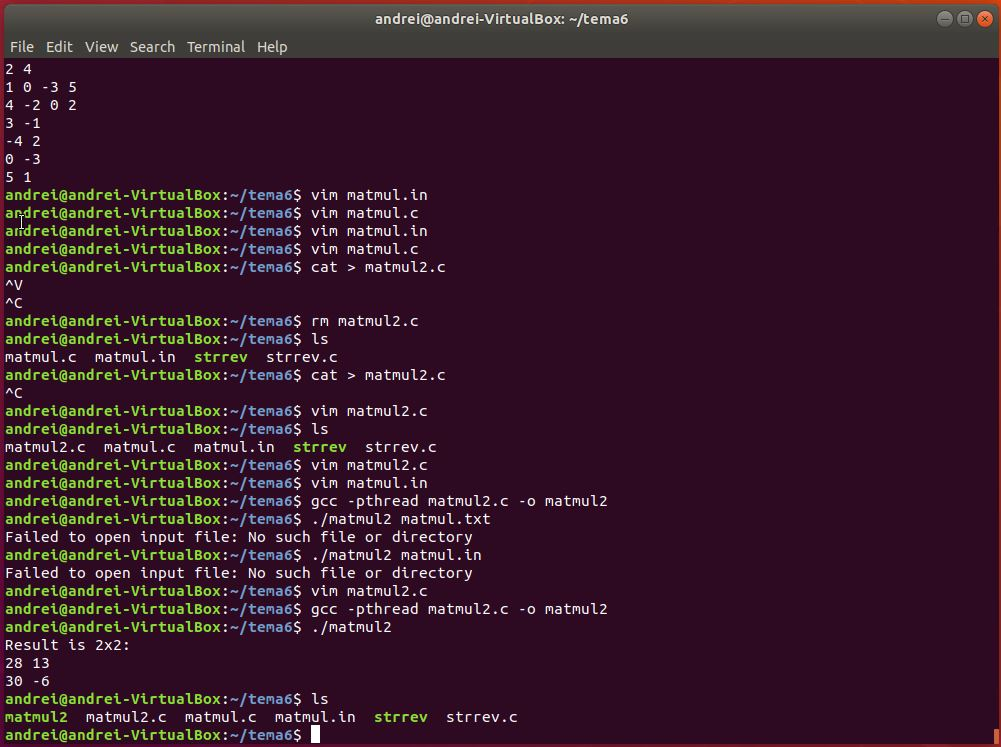 andrei@andrei-VirtualBox: ~/tema6
File Edit View Search Terminal Help
2 4
1 0 -3 5
4 -2 0 2
3 -1
-4 2
0 -3
5 1
andrei@andrei-VirtualBox:~/tema6$ vim matmul.in
andrei@andrei-VirtualBox:~/tema6$ vim matmul.c
andrei@andrei-VirtualBox:~/tema6$ vim matmul.in
andrei@andrei-VirtualBox:~/tema6$ vim matmul.c
andrei@andrei-VirtualBox:~/tema6$ cat > matmul2.c
^V
^C
andrei@andrei-VirtualBox:~/tema6$ rm matmul2.c
andrei@andrei-VirtualBox:~/tema6$ ls
matmul.c  matmul.in  strrev  strrev.c
andrei@andrei-VirtualBox:~/tema6$ cat > matmul2.c
^C
andrei@andrei-VirtualBox:~/tema6$ vim matmul2.c
andrei@andrei-VirtualBox:~/tema6$ ls
matmul2.c  matmul.c  matmul.in  strrev  strrev.c
andrei@andrei-VirtualBox:~/tema6$ vim matmul2.c
andrei@andrei-VirtualBox:~/tema6$ vim matmul.in
andrei@andrei-VirtualBox:~/tema6$ gcc -pthread matmul2.c -o matmul2
andrei@andrei-VirtualBox:~/tema6$ ./matmul2 matmul.txt
Failed to open input file: No such file or directory
andrei@andrei-VirtualBox:~/tema6$ ./matmul2 matmul.in
Failed to open input file: No such file or directory
andrei@andrei-VirtualBox:~/tema6$ vim matmul2.c
andrei@andrei-VirtualBox:~/tema6$ gcc -pthread matmul2.c -o matmul2
andrei@andrei-VirtualBox:~/tema6$ ./matmul2
Result is 2x2:
28 13
30 -6
andrei@andrei-VirtualBox:~/tema6$ ls
matmul2  matmul2.c  matmul.c  matmul.in  strrev  strrev.c
andrei@andrei-VirtualBox:~/tema6$